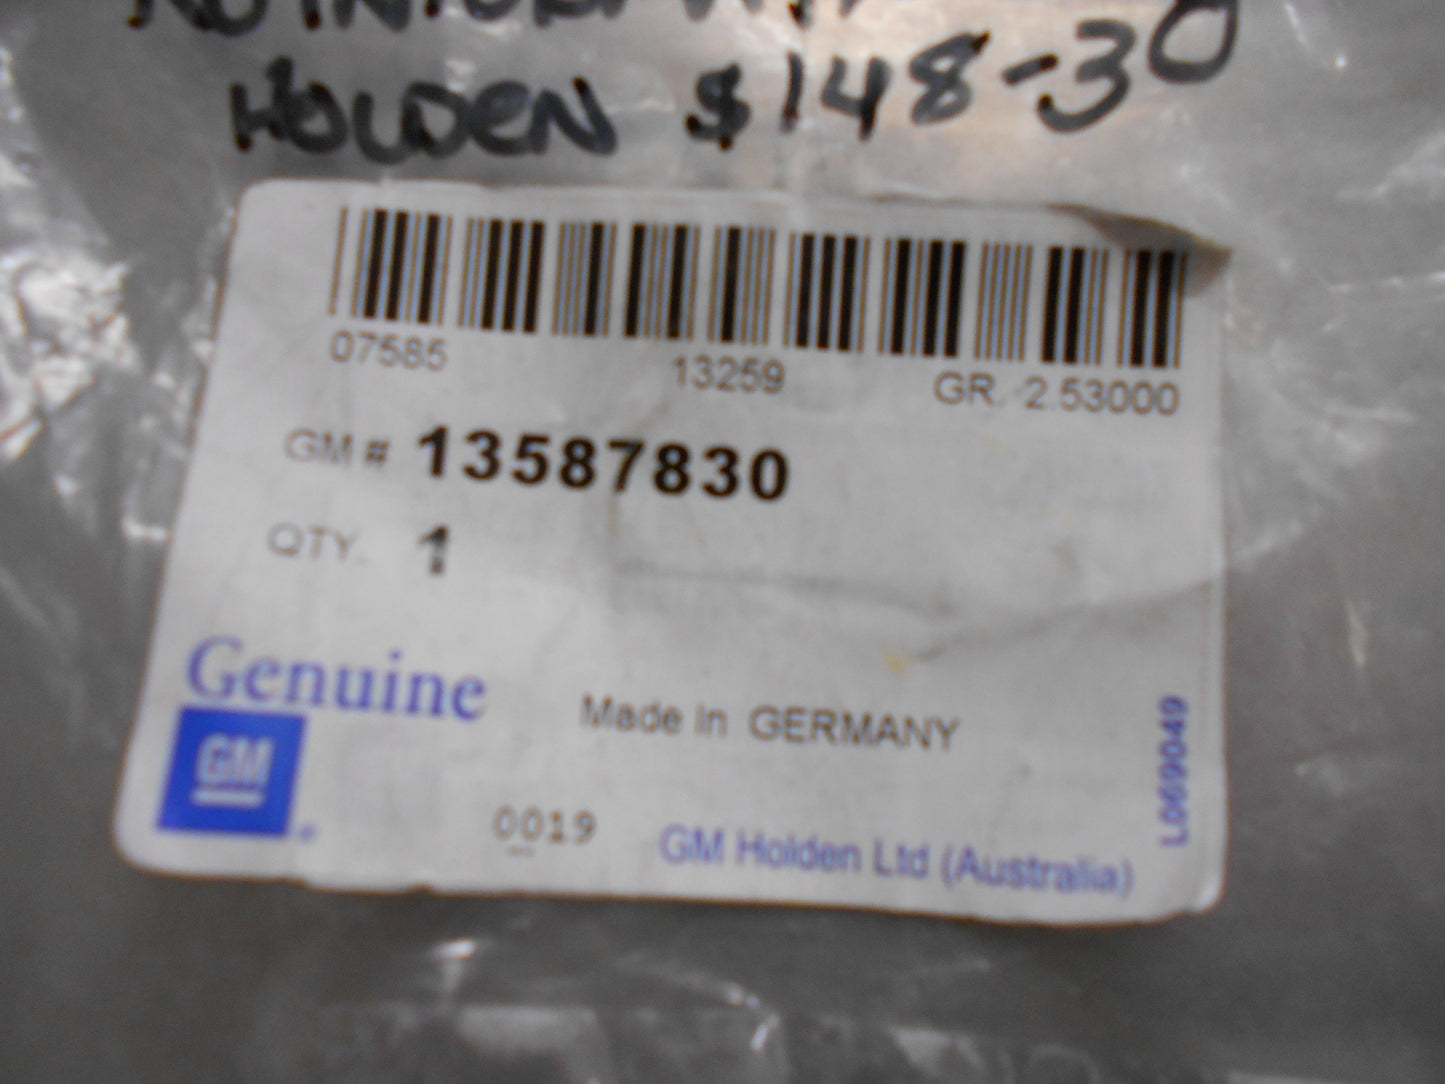 HOLDEN $148-30
07585 13259 GR. 2.53000
GM # 13587830
QTY. 1
Genuine
GM
Made In GERMANY
L069049
0019
GM Holden Ltd (Australia)